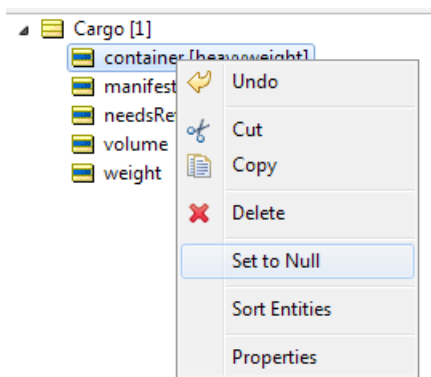 Cargo [1]
container [heavyweight]
manifest
needsRe
volume
weight
Undo
Cut
Copy
Delete
Set to Null
Sort Entities
Properties